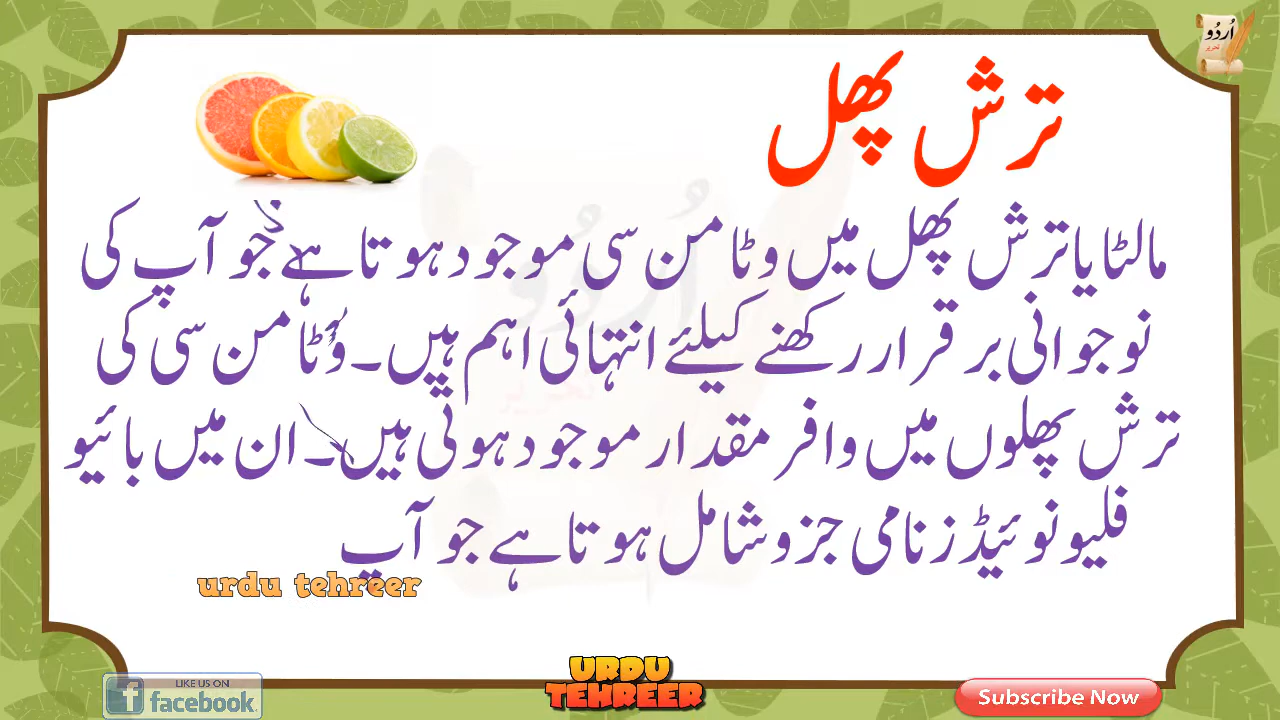 اُردُو
تحریر
ترش پھل
مالٹا یا ترش پھل میں وٹامن سی موجود ہوتا ہے جو آپ کی
نوجوانی برقرار رکھنے کیلئے انتہائی اہم ہیں۔ وٹامن سی کی
ترش پھلوں میں وافر مقدار موجود ہوتی ہیں۔ ان میں بائیو
فلیونوئیڈز نامی جزو شامل ہوتا ہے جو آپ
urdu tehreer
LIKE US ON
facebook
URDU
TEHREER
Subscribe Now